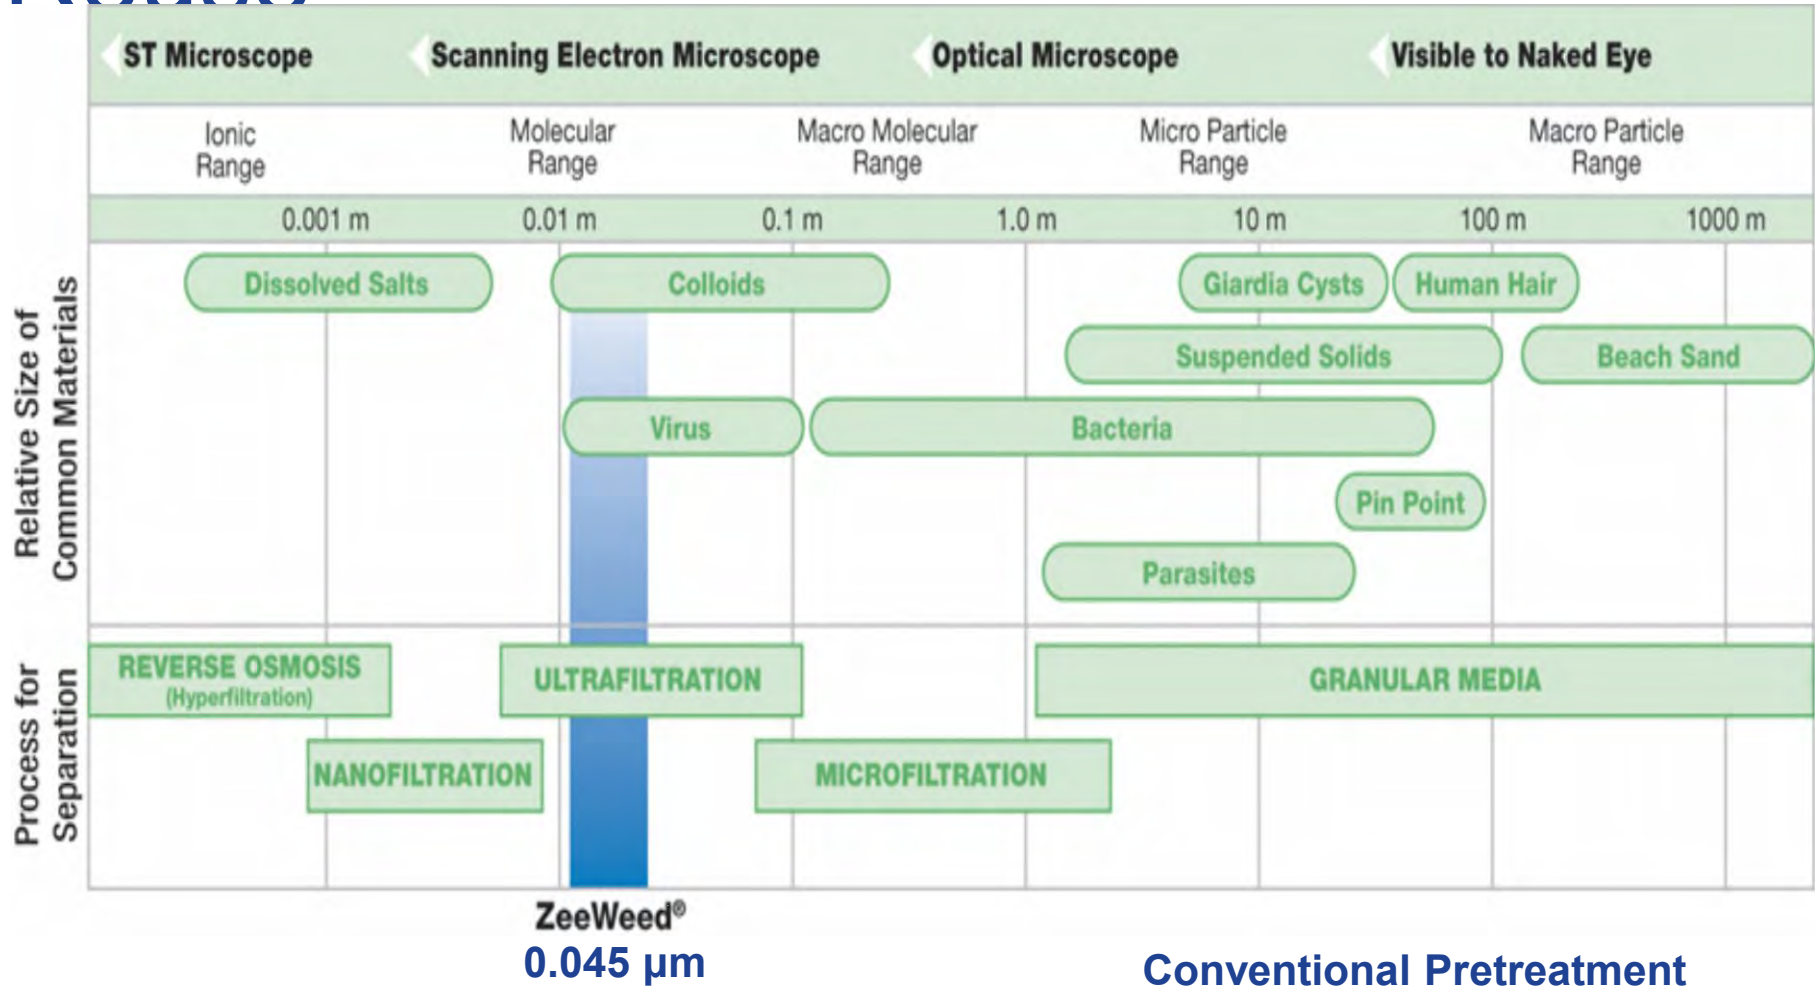 ST Microscope
Scanning Electron Microscope
Optical Microscope
Visible to Naked Eye
Ionic
Range
Molecular
Range
Macro Molecular
Range
Micro Particle
Range
Macro Particle
Range
0.001 m
0.01 m
0.1 m
1.0 m
10 m
100 m
1000 m
Relative Size of
Common Materials
Dissolved Salts
Colloids
Giardia Cysts
Human Hair
Suspended Solids
Beach Sand
Virus
Bacteria
Pin Point
Parasites
Process for
Separation
REVERSE OSMOSIS
(Hyperfiltration)
ULTRAFILTRATION
GRANULAR MEDIA
NANOFILTRATION
MICROFILTRATION
ZeeWeed®
0.045 µm
Conventional Pretreatment